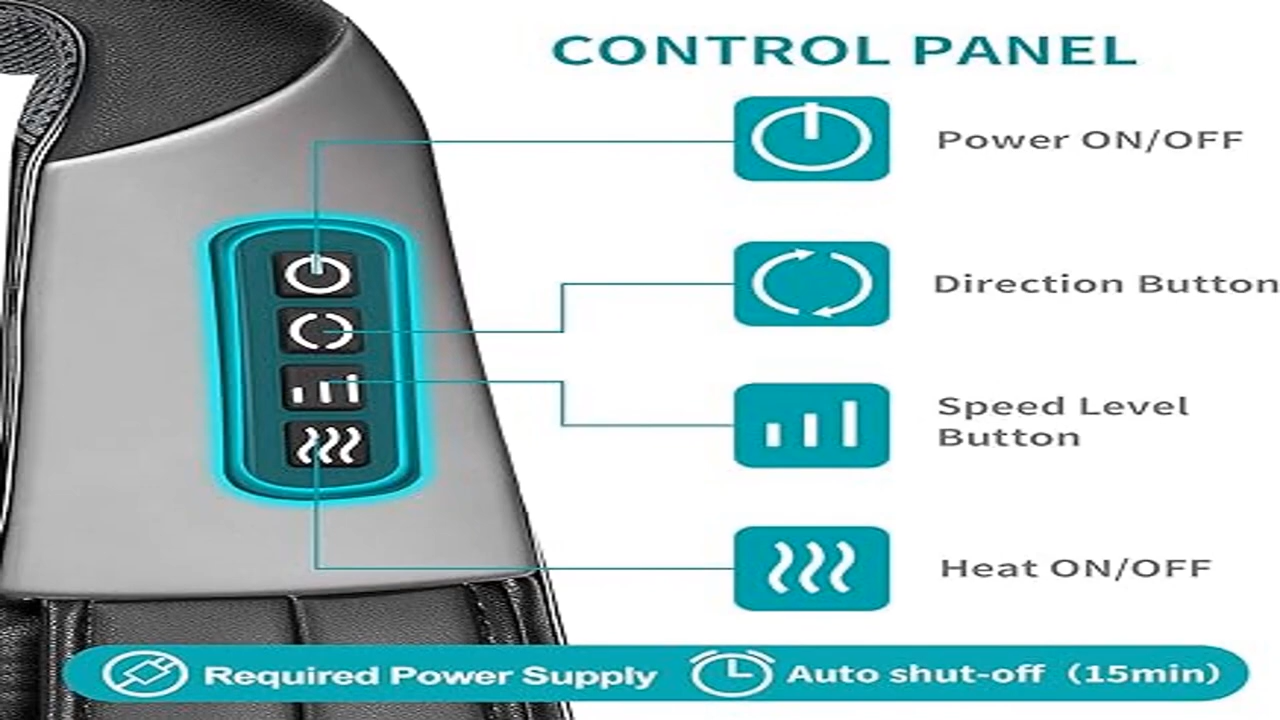 CONTROL PANEL
Power ON/OFF
Direction Button
Speed Level
Button
Heat ON/OFF
Required Power Supply
Auto shut-off (15min)